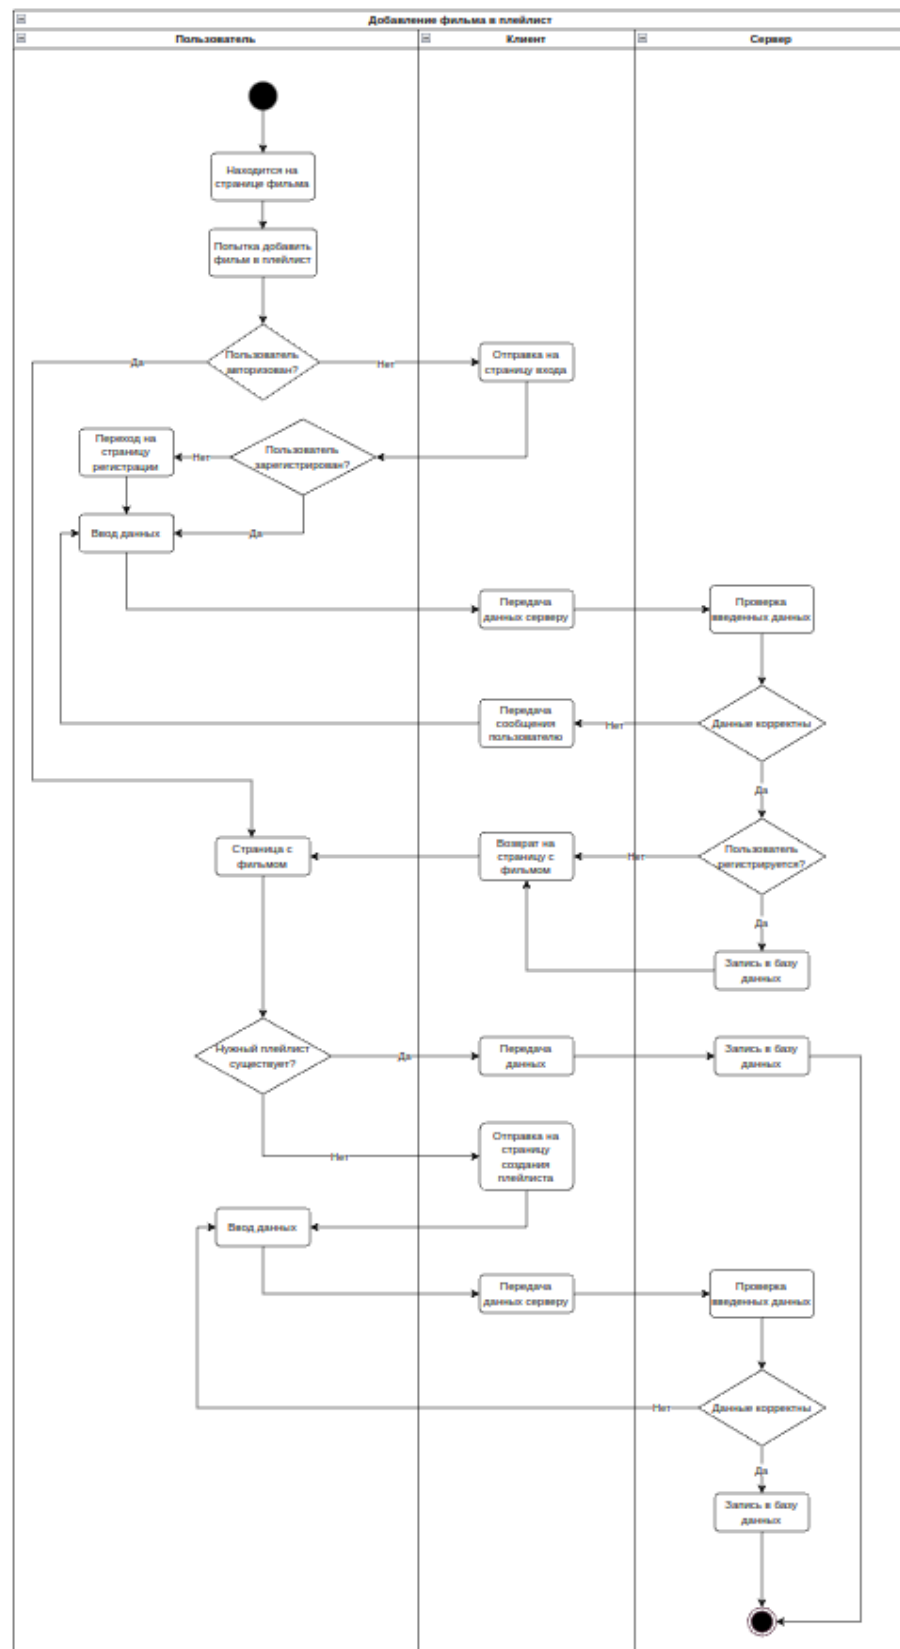 Добавление фильма в плейлист
Пользователь
Клиент
Сервер
Находится на
странице фильма
Попытка добавить
фильм в плейлист
Пользователь
авторизован?
Да
Нет
Отправка на
страницу входа
Переход на
страницу
регистрации
Нет
Пользователь
зарегистрирован?
Ввод данных
Да
Передача
данных серверу
Проверка
введенных данных
Передача
сообщения
пользователю
Нет
Данные корректны
Да
Страница с
фильмом
Возврат на
страницу с
фильмом
Нет
Пользователь
регистрируется?
Да
Запись в базу
данных
Нужный плейлист
существует?
Да
Передача
данных
Запись в базу
данных
Нет
Отправка на
страницу
создания
плейлиста
Ввод данных
Передача
данных серверу
Проверка
введенных данных
Нет
Данные корректны
Да
Запись в базу
данных